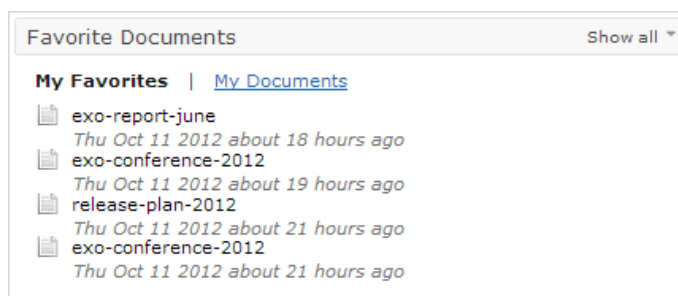 Favorite Documents Show all
My Favorites | My Documents
exo-report-june
Thu Oct 11 2012 about 18 hours ago
exo-conference-2012
Thu Oct 11 2012 about 19 hours ago
release-plan-2012
Thu Oct 11 2012 about 21 hours ago
exo-conference-2012
Thu Oct 11 2012 about 21 hours ago